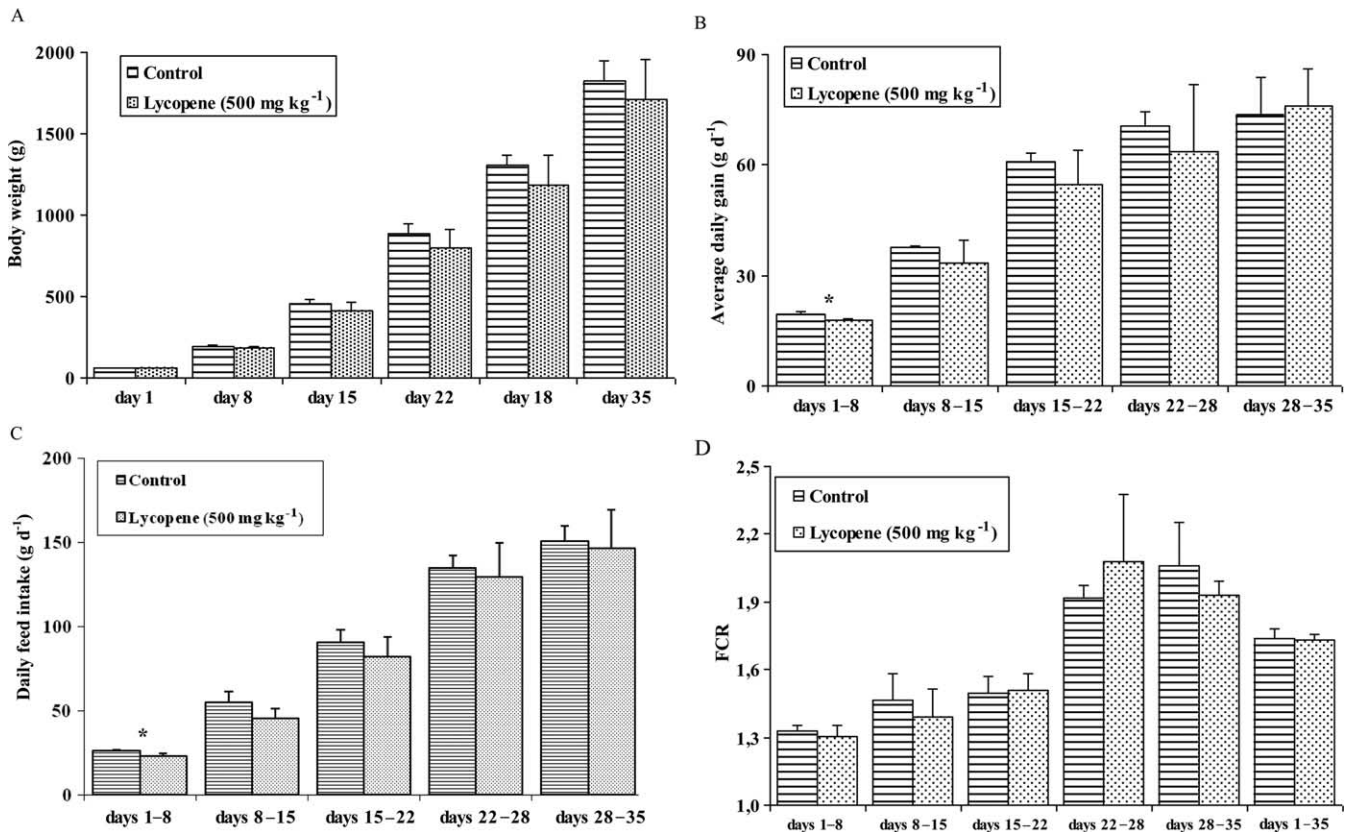 A
Body weight (g)
2000
1500
1000
500
0
Control
Lycopene (500 mg kg⁻¹)
day 1 day 8 day 15 day 22 day 18 day 35
B
Average daily gain (g d⁻¹)
90
60
30
0
Control
Lycopene (500 mg kg⁻¹)
*
days 1–8 days 8–15 days 15–22 days 22–28 days 28–35
C
Daily feed intake (g d⁻¹)
200
150
100
50
0
Control
Lycopene (500 mg kg⁻¹)
*
days 1–8 days 8–15 days 15–22 days 22–28 days 28–35
D
FCR
2,5
2,2
1,9
1,6
1,3
1,0
Control
Lycopene (500 mg kg⁻¹)
days 1–8 days 8–15 days 15–22 days 22–28 days 28–35 days 1–35